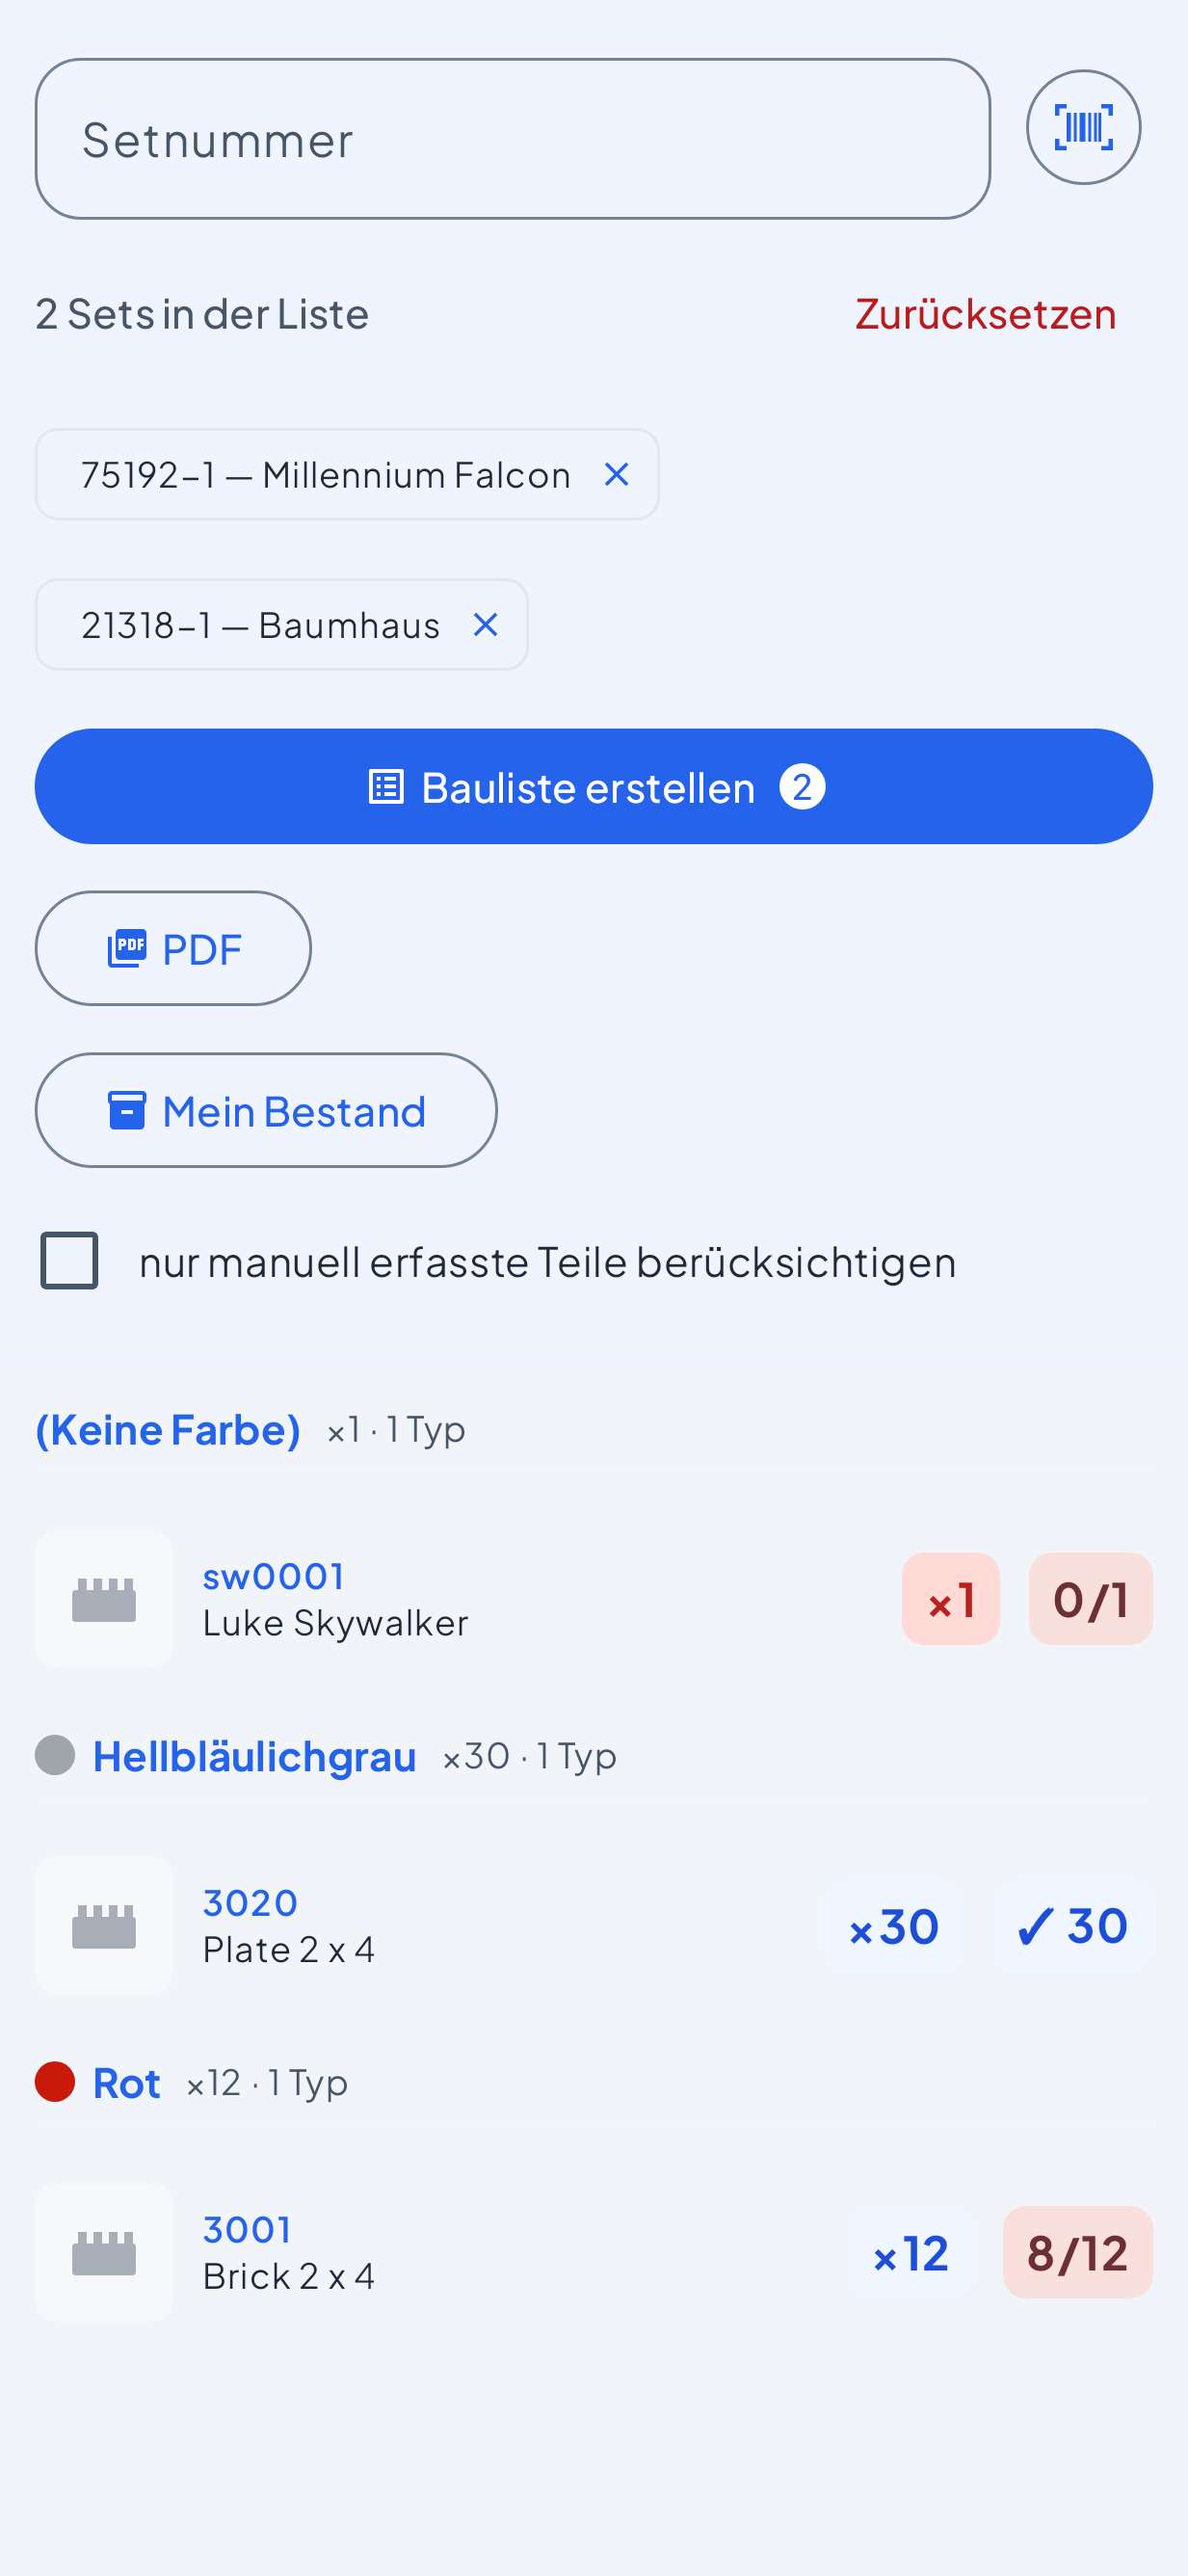 Setnummer
2 Sets in der Liste
Zurücksetzen
75192-1 — Millennium Falcon
21318-1 — Baumhaus
Bauliste erstellen 2
PDF PDF
Mein Bestand
nur manuell erfasste Teile berücksichtigen
(Keine Farbe) ×1 · 1 Typ
sw0001
Luke Skywalker
×1 0/1
Hellbläulichgrau ×30 · 1 Typ
3020
Plate 2 x 4
×30 ✓ 30
Rot ×12 · 1 Typ
3001
Brick 2 x 4
×12 8/12